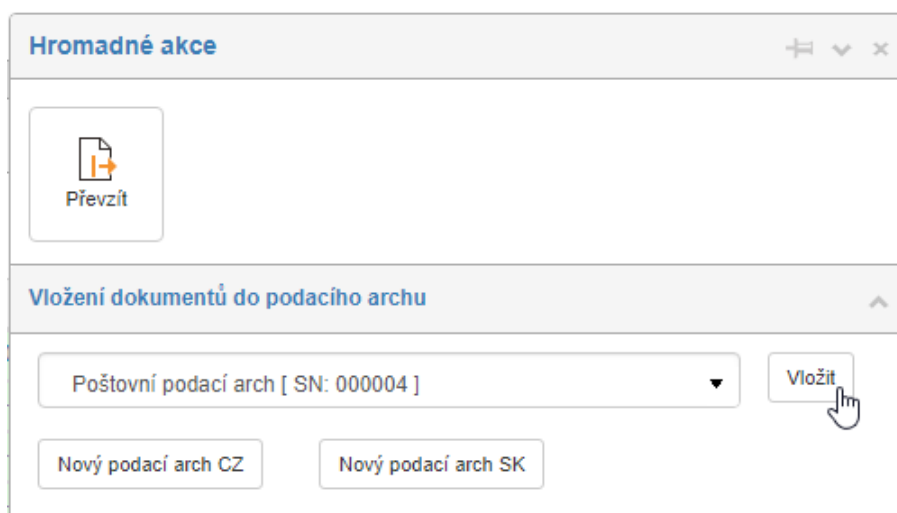 Hromadné akce
Převzít
Vložení dokumentů do podacího archu
Poštovní podací arch [ SN: 000004 ]
Vložit
Nový podací arch CZ
Nový podací arch SK